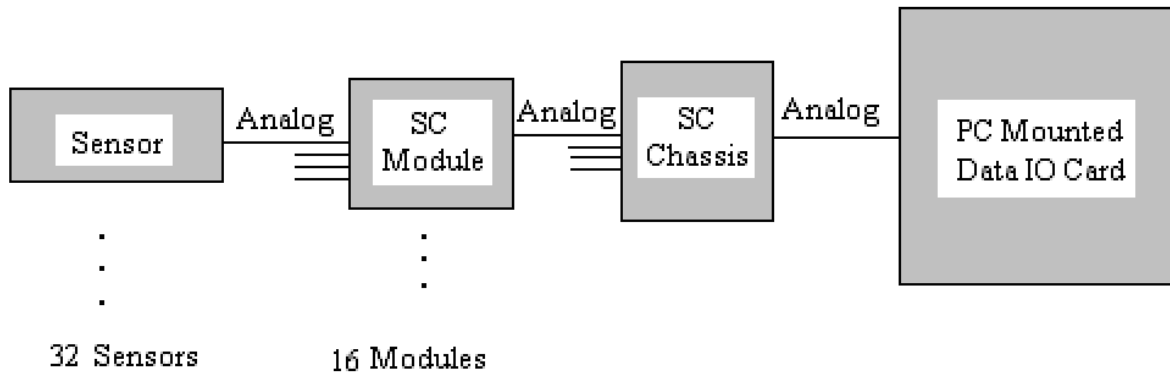 Analog
Analog
Analog
Sensor
SC
Module
SC
Chassis
PC Mounted
Data IO Card
32 Sensors
16 Modules